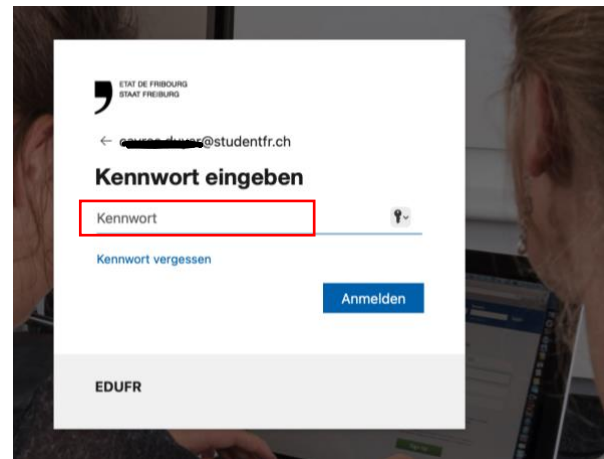 ETAT DE FRIBOURG
STAAT FREIBURG
@studentfr.ch
Kennwort eingeben
Kennwort
Kennwort vergessen
Anmelden
EDUFR